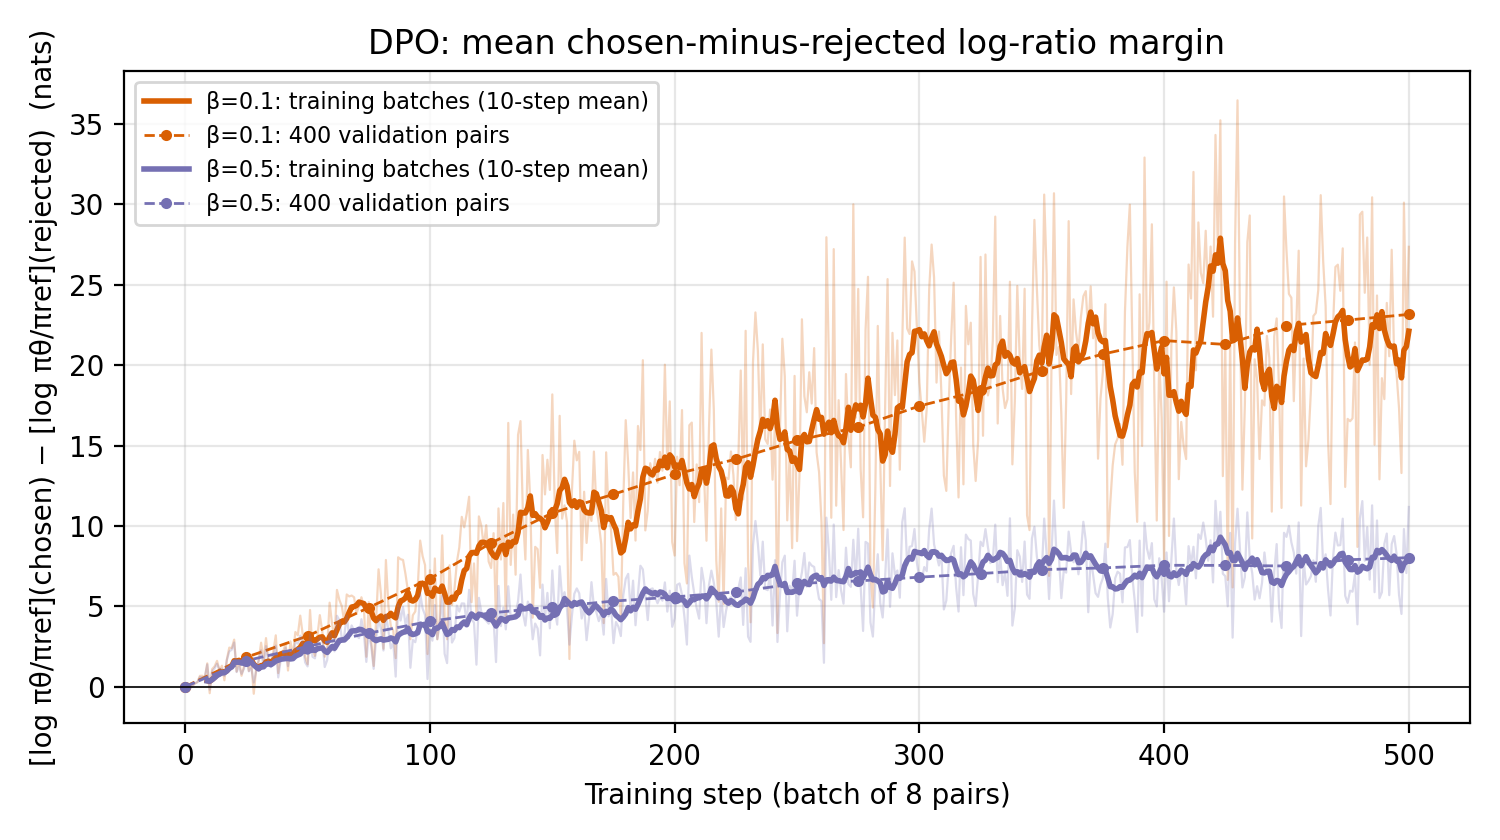 DPO: mean chosen-minus-rejected log-ratio margin
[log πθ/πref](chosen) − [log πθ/πref](rejected)  (nats)
35
30
25
20
15
10
5
0
β=0.1: training batches (10-step mean)
β=0.1: 400 validation pairs
β=0.5: training batches (10-step mean)
β=0.5: 400 validation pairs
0 100 200 300 400 500
Training step (batch of 8 pairs)